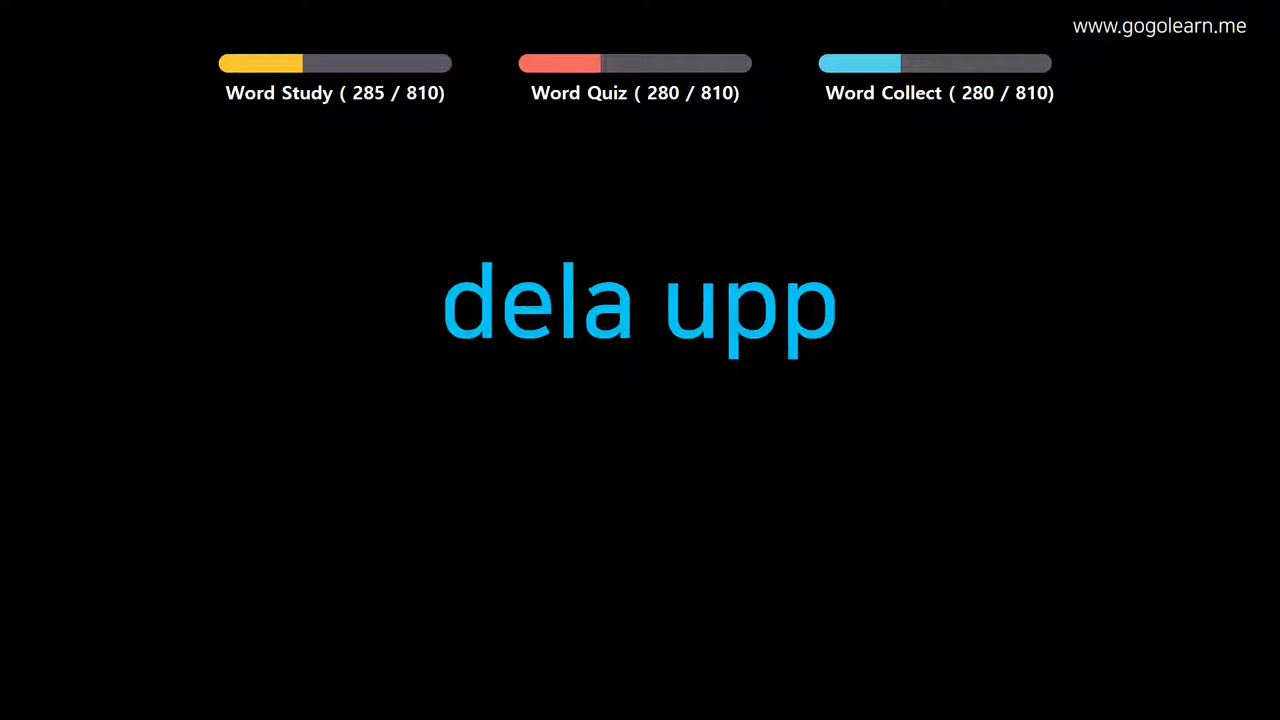 www.gogolearn.me
Word Study ( 285 / 810)
Word Quiz ( 280 / 810)
Word Collect ( 280 / 810)
dela upp